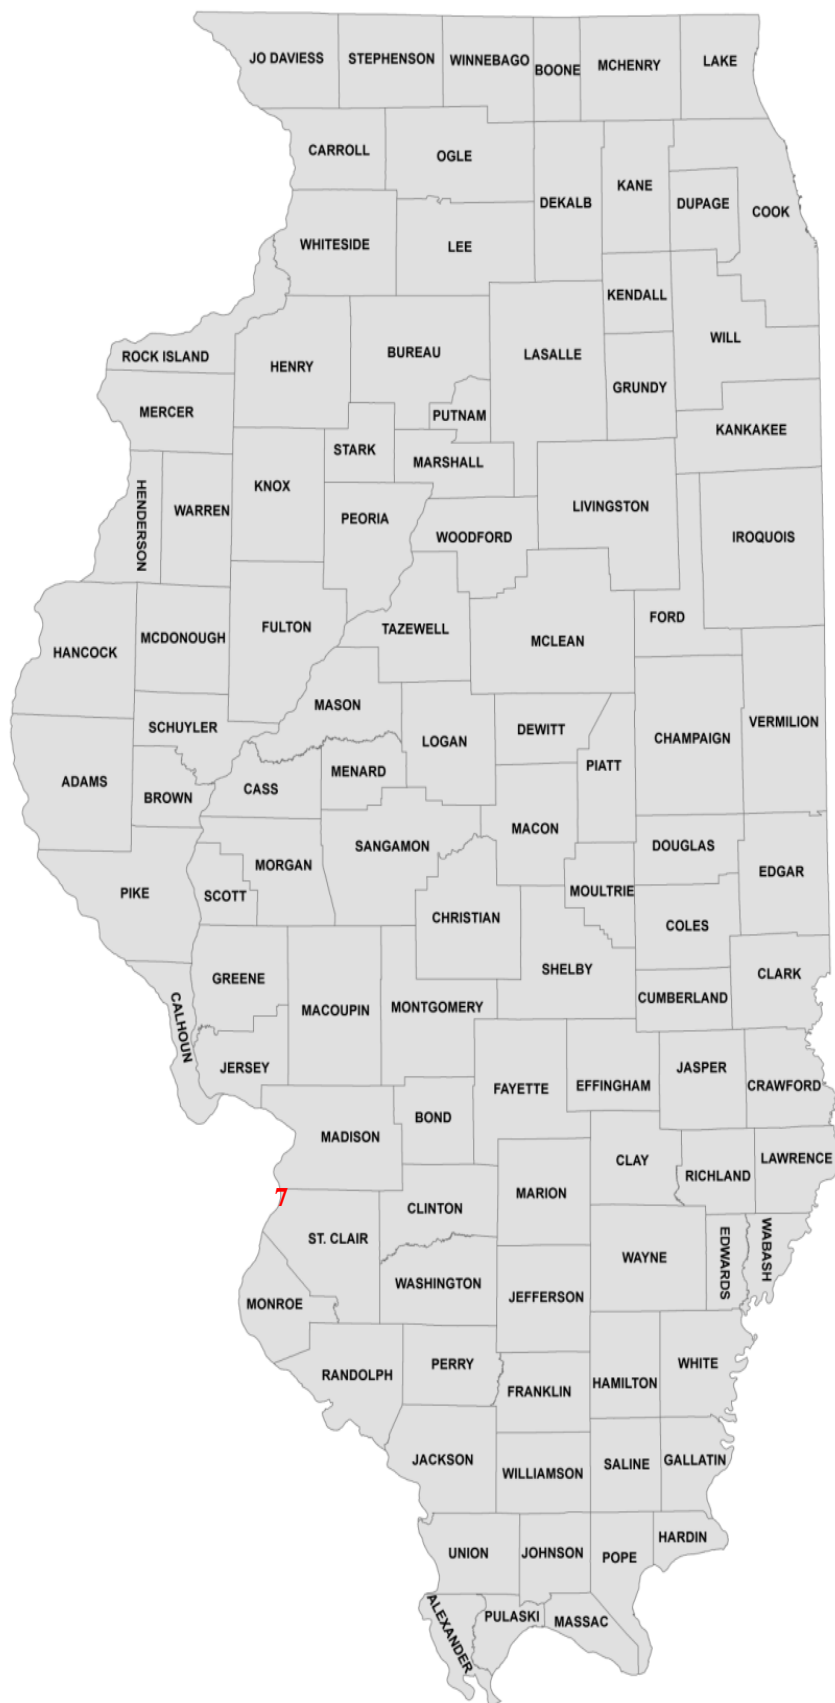 JO DAVIESS
STEPHENSON
WINNEBAGO
BOONE
MCHENRY
LAKE
CARROLL
OGLE
DEKALB
KANE
DUPAGE
COOK
WHITESIDE
LEE
KENDALL
WILL
ROCK ISLAND
HENRY
BUREAU
LASALLE
GRUNDY
MERCER
PUTNAM
KANKAKEE
STARK
MARSHALL
HENDERSON
WARREN
KNOX
PEORIA
WOODFORD
LIVINGSTON
IROQUOIS
HANCOCK
MCDONOUGH
FULTON
TAZEWELL
MCLEAN
FORD
MASON
SCHUYLER
LOGAN
DEWITT
PIATT
CHAMPAIGN
VERMILION
ADAMS
BROWN
CASS
MENARD
MACON
SANGAMON
DOUGLAS
EDGAR
PIKE
SCOTT
MORGAN
CHRISTIAN
MOULTRIE
COLES
SHELBY
CLARK
GREENE
CALHOUN
MACOUPIN
MONTGOMERY
CUMBERLAND
JERSEY
FAYETTE
EFFINGHAM
JASPER
CRAWFORD
MADISON
BOND
CLAY
RICHLAND
LAWRENCE
7
ST. CLAIR
CLINTON
MARION
WAYNE
EDWARDS
WABASH
MONROE
WASHINGTON
JEFFERSON
RANDOLPH
PERRY
FRANKLIN
HAMILTON
WHITE
JACKSON
WILLIAMSON
SALINE
GALLATIN
UNION
JOHNSON
POPE
HARDIN
ALEXANDER
PULASKI
MASSAC